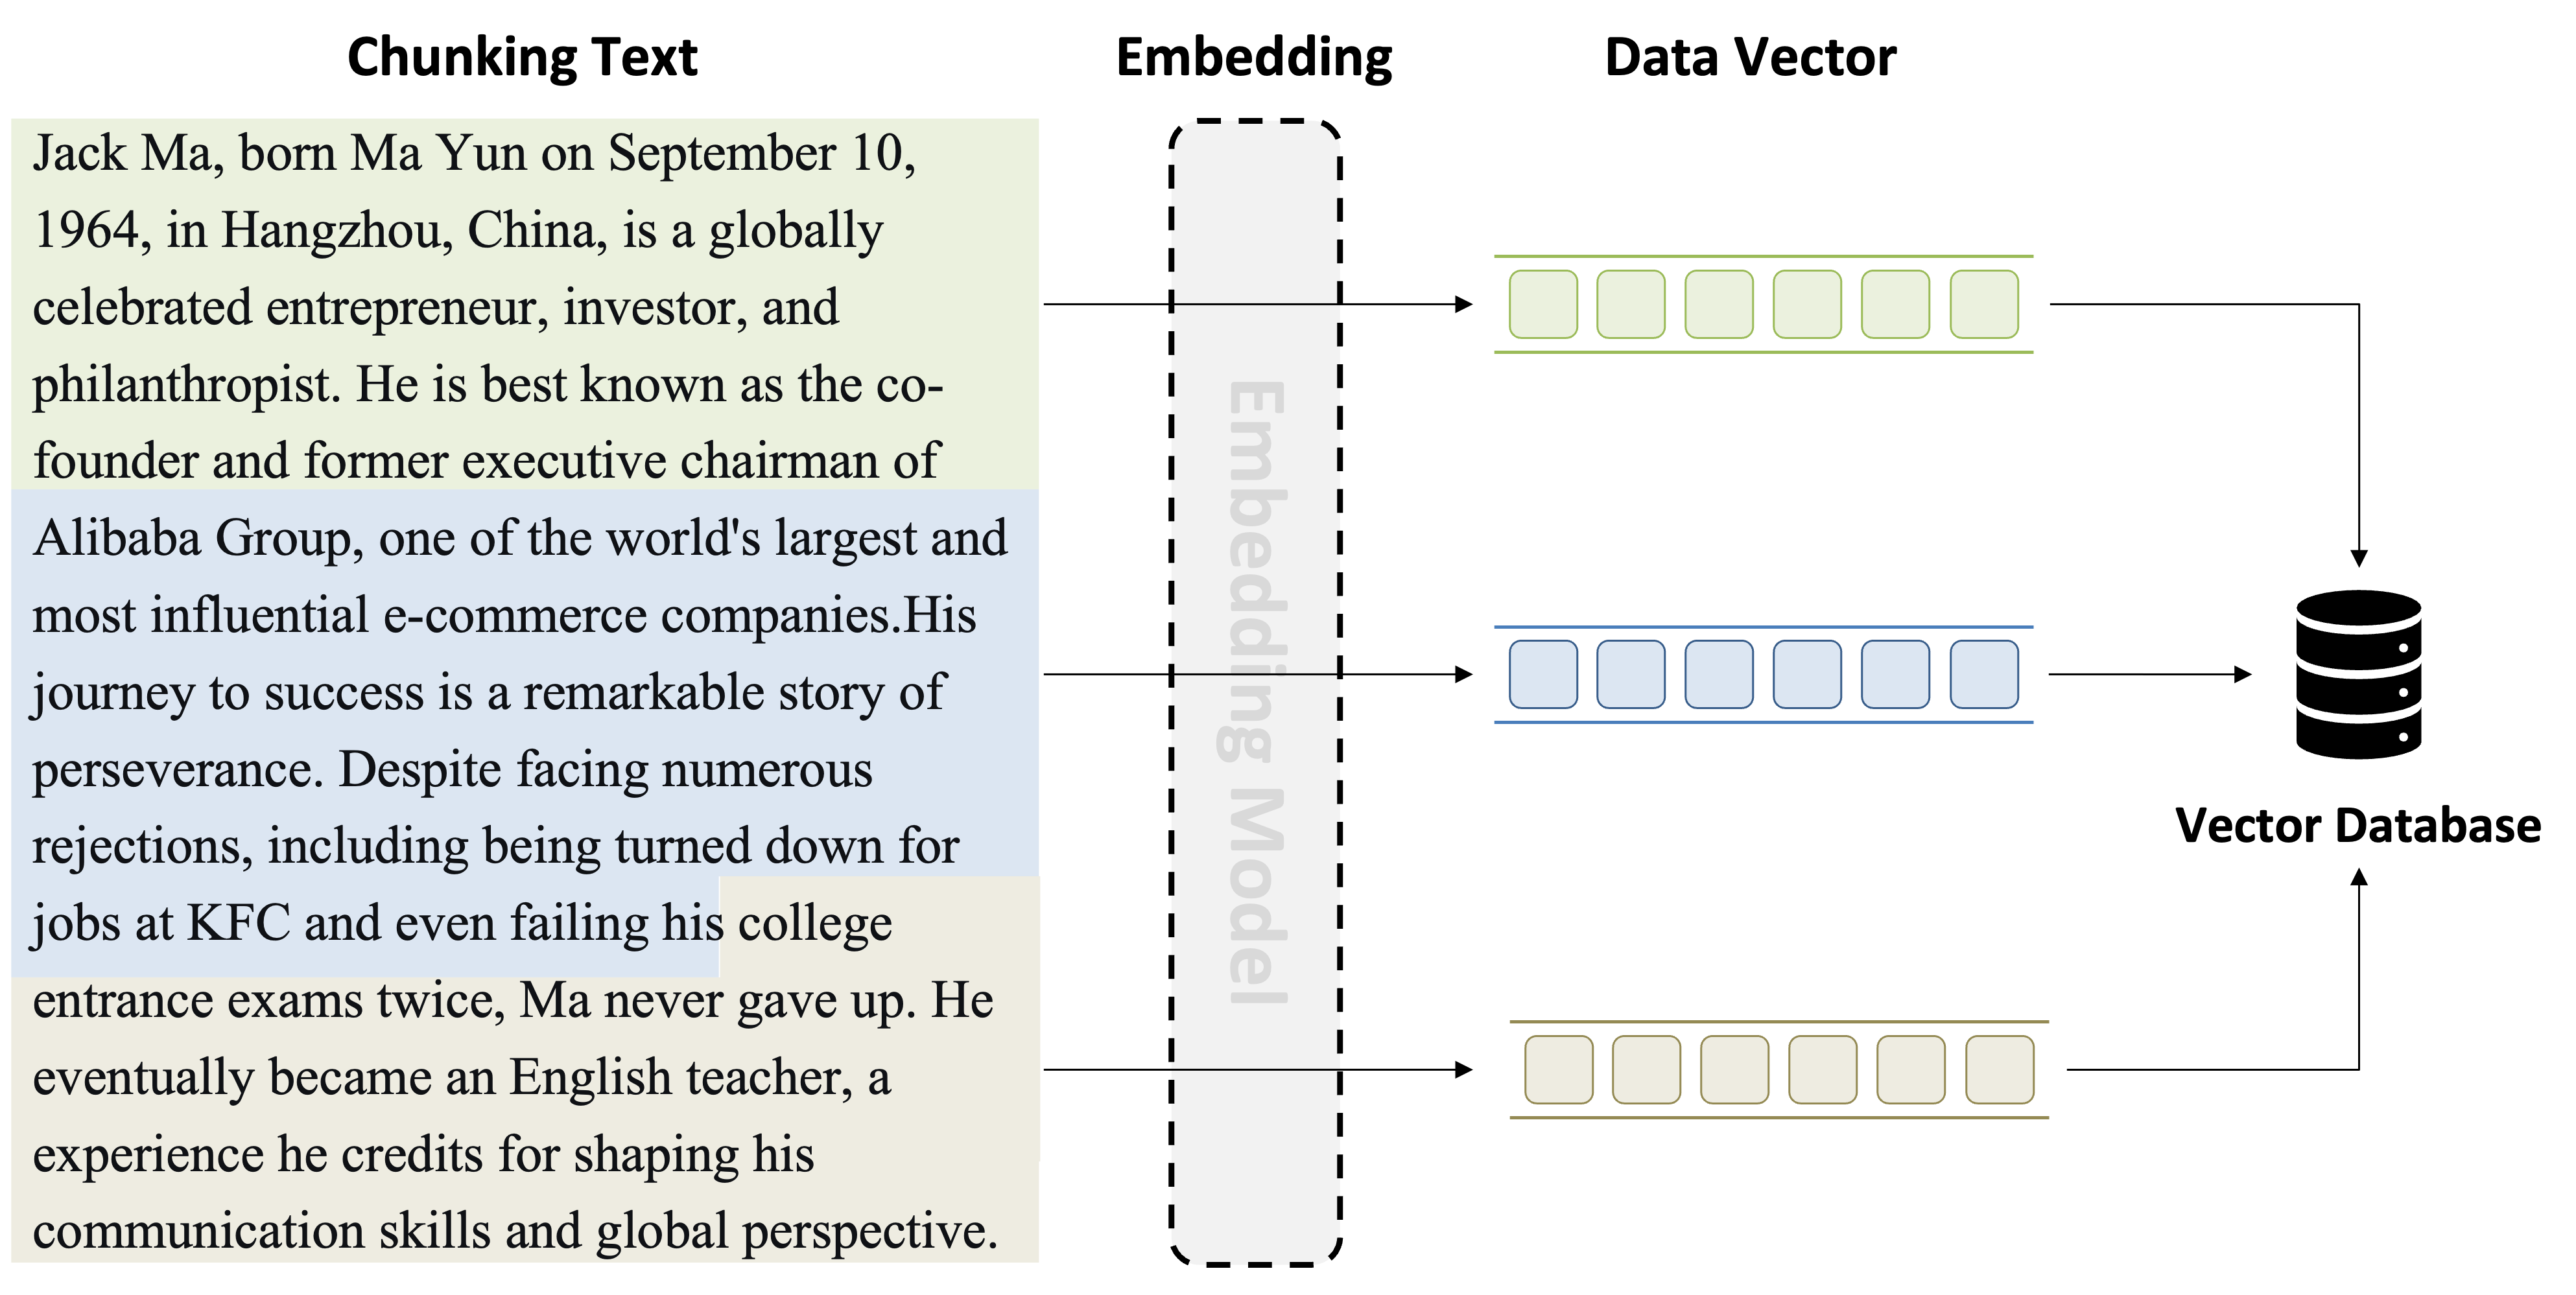 Chunking Text
Embedding
Data Vector
Jack Ma, born Ma Yun on September 10,
1964, in Hangzhou, China, is a globally
celebrated entrepreneur, investor, and
philanthropist. He is best known as the co-
founder and former executive chairman of
Alibaba Group, one of the world's largest and
most influential e-commerce companies.His
journey to success is a remarkable story of
perseverance. Despite facing numerous
rejections, including being turned down for
jobs at KFC and even failing his college
entrance exams twice, Ma never gave up. He
eventually became an English teacher, a
experience he credits for shaping his
communication skills and global perspective.
Embedding Model
Vector Database